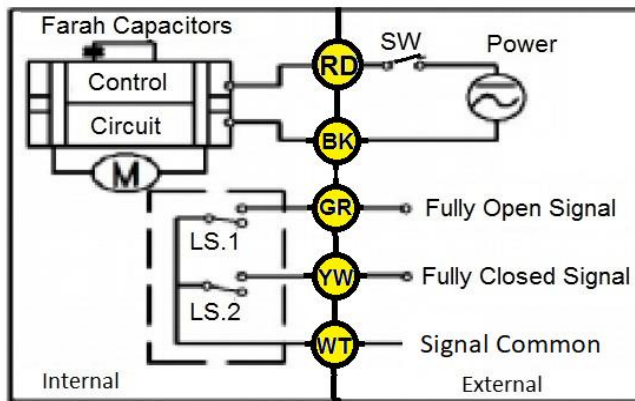 Farah Capacitors
SW
Power
RD
Control
Circuit
BK
M
GR
Fully Open Signal
LS.1
YW
Fully Closed Signal
LS.2
WT
Signal Common
Internal
External